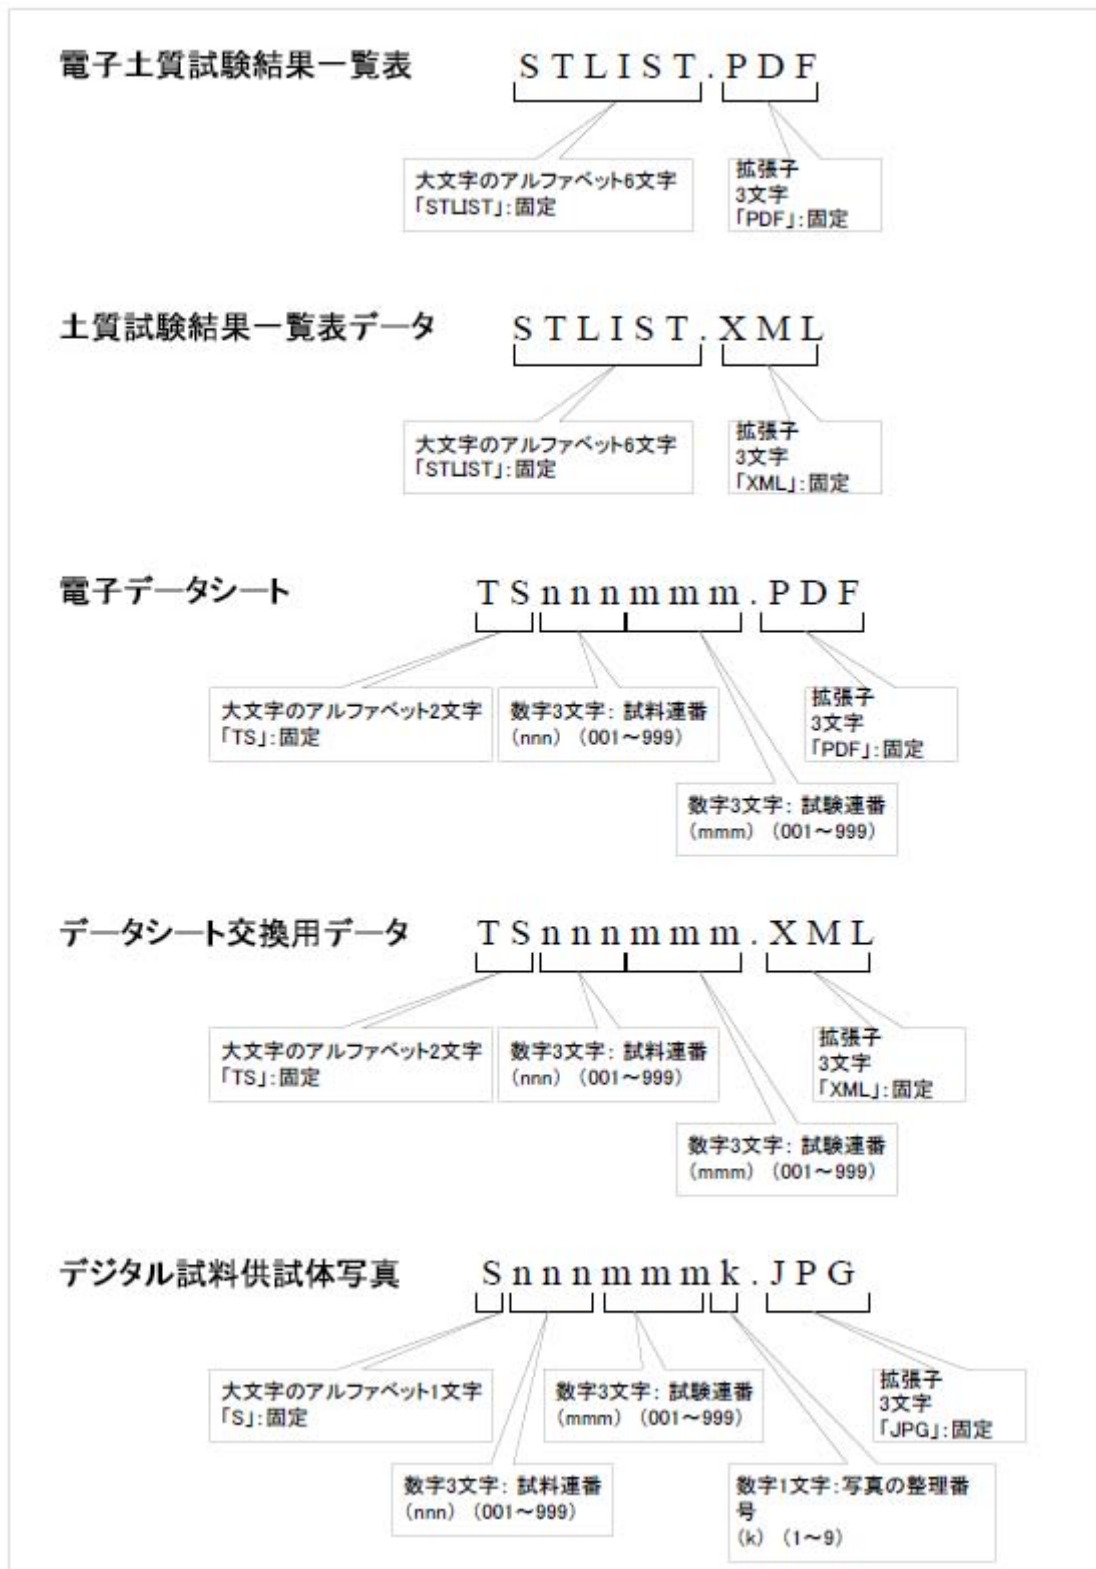 電子土質試験結果一覧表
STLIST.PDF
大文字のアルファベット6文字
「STLIST」:固定
拡張子
3文字
「PDF」:固定
土質試験結果一覧表データ
STLIST.XML
大文字のアルファベット6文字
「STLIST」:固定
拡張子
3文字
「XML」:固定
電子データシート
TSnnnmmm.PDF
大文字のアルファベット2文字
「TS」:固定
数字3文字: 試料連番
(nnn) (001～999)
拡張子
3文字
「PDF」:固定
数字3文字: 試験連番
(mmm) (001～999)
データシート交換用データ
TSnnnmmm.XML
大文字のアルファベット2文字
「TS」:固定
数字3文字: 試料連番
(nnn) (001～999)
拡張子
3文字
「XML」:固定
数字3文字: 試験連番
(mmm) (001～999)
デジタル試料供試体写真
Snnnmmmk.JPG
大文字のアルファベット1文字
「S」:固定
数字3文字: 試験連番
(mmm) (001～999)
拡張子
3文字
「JPG」:固定
数字3文字: 試料連番
(nnn) (001～999)
数字1文字:写真の整理番
号
(k) (1～9)